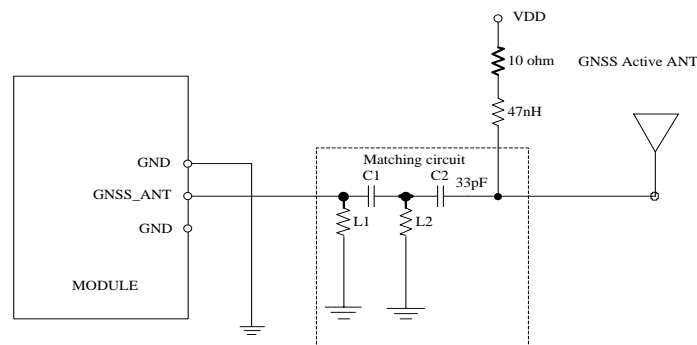 VDD
10 ohm
GNSS Active ANT
47nH
Matching circuit
GND
C1
C2
33pF
GNSS_ANT
L1
L2
GND
MODULE